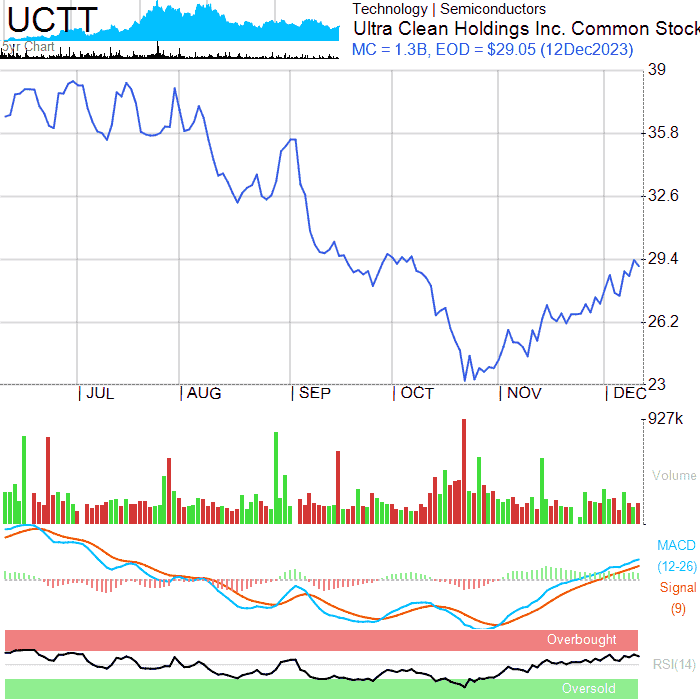 UCTT
5yr Chart
Technology | Semiconductors
Ultra Clean Holdings Inc. Common Stock
MC = 1.3B, EOD = $29.05 (12Dec2023)
39
35.8
32.6
29.4
26.2
23
JUL
AUG
SEP
OCT
NOV
DEC
927k
Volume
MACD
(12-26)
Signal
(9)
Overbought
RSI(14)
Oversold